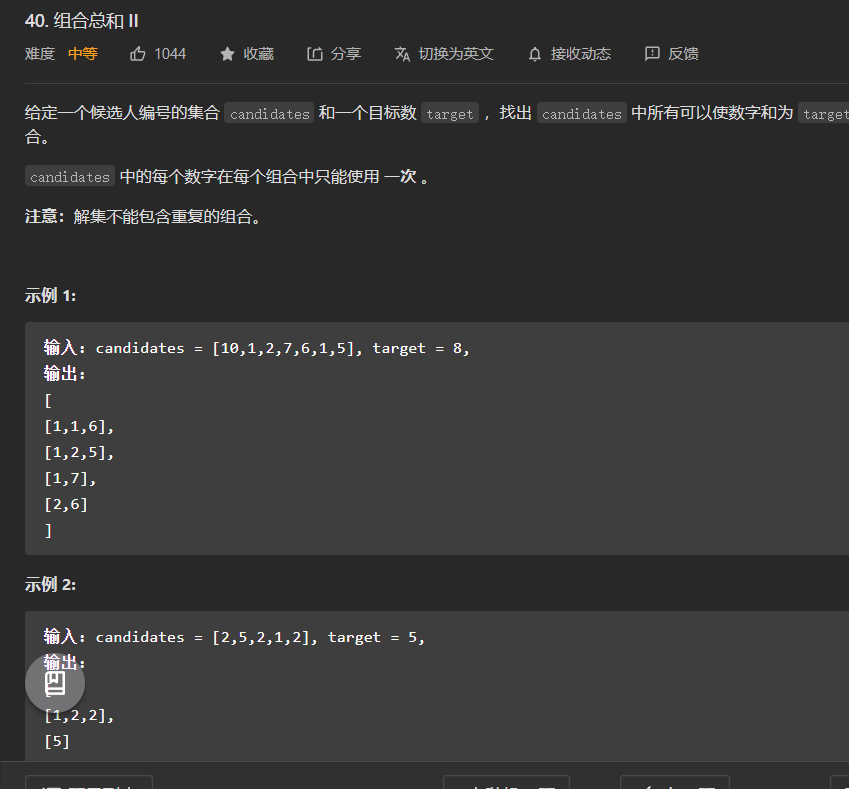 40. 组合总和 II
难度 中等 1044 收藏 分享 切换为英文 接收动态 反馈
给定一个候选人编号的集合 candidates 和一个目标数 target ，找出 candidates 中所有可以使数字和为 target
合。
candidates 中的每个数字在每个组合中只能使用 一次 。
注意：解集不能包含重复的组合。
示例 1:
输入: candidates = [10,1,2,7,6,1,5], target = 8,
输出:
[
[1,1,6],
[1,2,5],
[1,7],
[2,6]
]
示例 2:
输入: candidates = [2,5,2,1,2], target = 5,
输出:
[
[1,2,2],
[5]